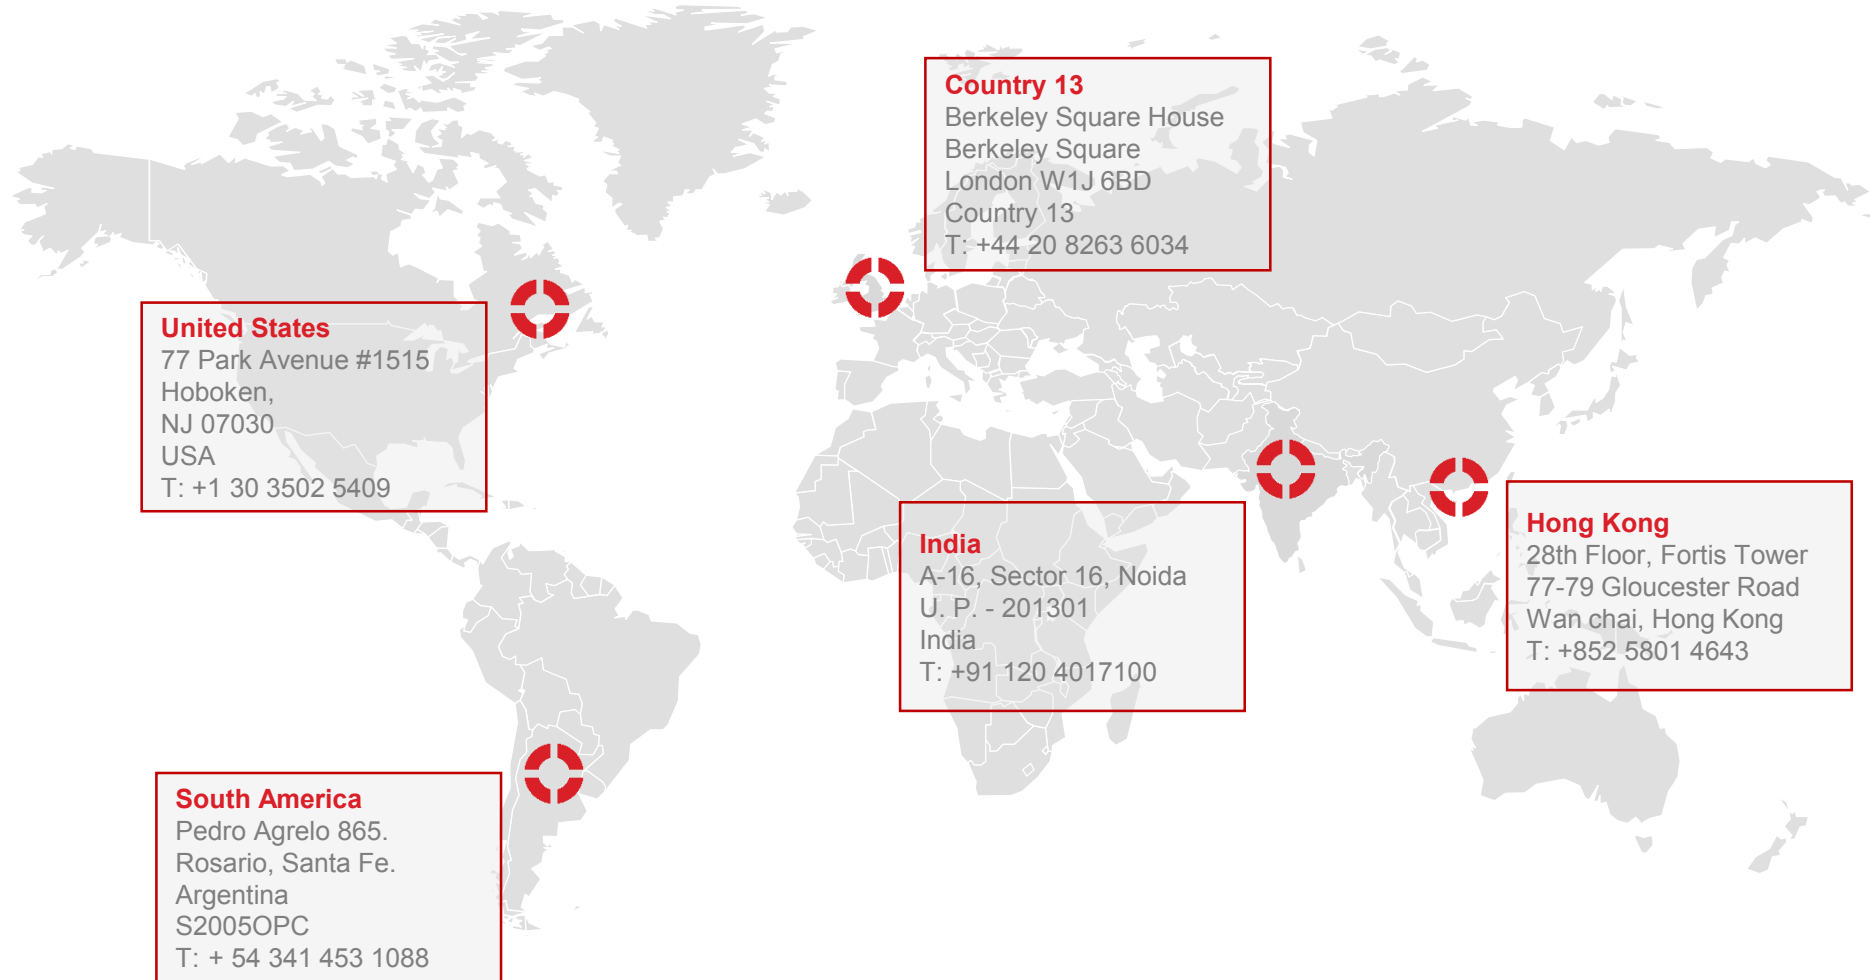 Country 13
Berkeley Square House
Berkeley Square
London W1J 6BD
Country 13
T: +44 20 8263 6034
United States
77 Park Avenue #1515
Hoboken,
NJ 07030
USA
T: +1 30 3502 5409
India
A-16, Sector 16, Noida
U. P. - 201301
India
T: +91 120 4017100
Hong Kong
28th Floor, Fortis Tower
77-79 Gloucester Road
Wan chai, Hong Kong
T: +852 5801 4643
South America
Pedro Agrelo 865.
Rosario, Santa Fe.
Argentina
S2005OPC
T: + 54 341 453 1088